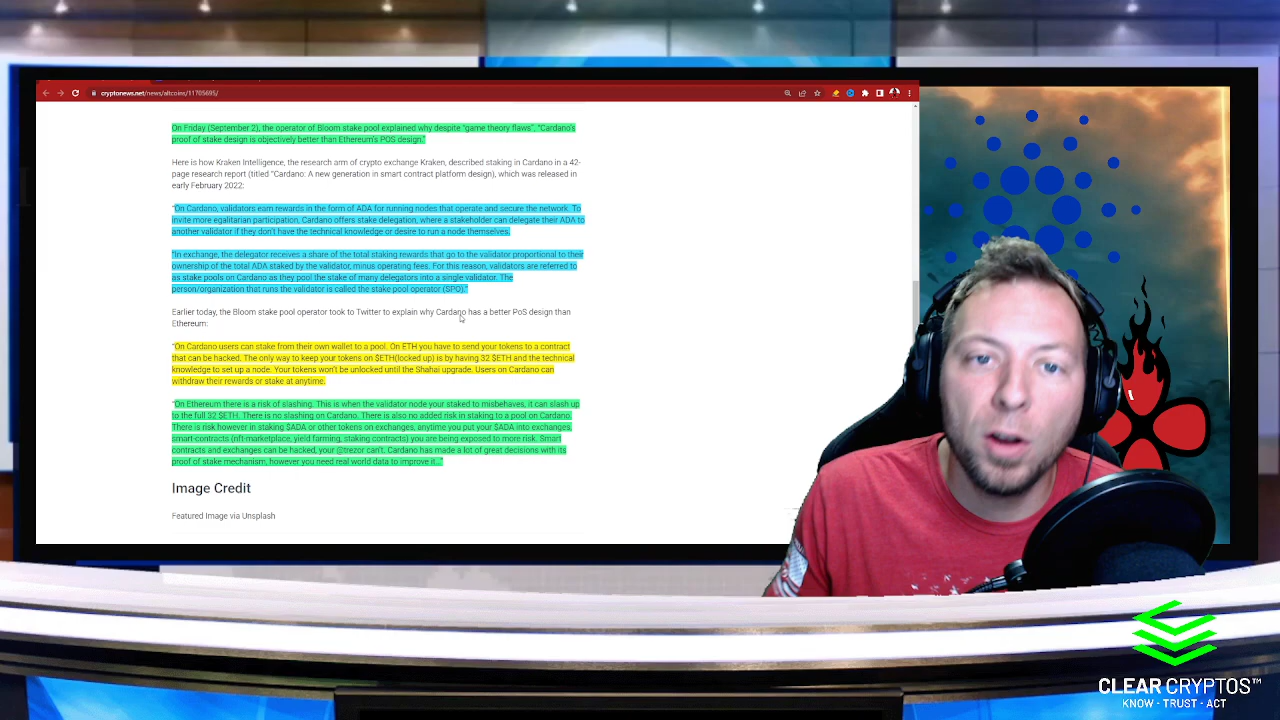 cryptonews.net/news/altcoins/11705695/
On Friday (September 2), the operator of Bloom stake pool explained why despite “game theory flaws”, “Cardano's
proof of stake design is objectively better than Ethereum's POS design.”
Here is how Kraken Intelligence, the research arm of crypto exchange Kraken, described staking in Cardano in a 42-
page research report (titled “Cardano: A new generation in smart contract platform design), which was released in
early February 2022:
“On Cardano, validators earn rewards in the form of ADA for running nodes that operate and secure the network. To
invite more egalitarian participation, Cardano offers stake delegation, where a stakeholder can delegate their ADA to
another validator if they don't have the technical knowledge or desire to run a node themselves.
“In exchange, the delegator receives a share of the total staking rewards that go to the validator proportional to their
ownership of the total ADA staked by the validator, minus operating fees. For this reason, validators are referred to
as stake pools on Cardano as they pool the stake of many delegators into a single validator. The
person/organization that runs the validator is called the stake pool operator (SPO).”
Earlier today, the Bloom stake pool operator took to Twitter to explain why Cardano has a better PoS design than
Ethereum:
“On Cardano users can stake from their own wallet to a pool. On ETH you have to send your tokens to a contract
that can be hacked. The only way to keep your tokens on $ETH(locked up) is by having 32 $ETH and the technical
knowledge to set up a node. Your tokens won't be unlocked until the Shahai upgrade. Users on Cardano can
withdraw their rewards or stake at anytime.
“On Ethereum there is a risk of slashing. This is when the validator node your staked to misbehaves, it can slash up
to the full 32 $ETH. There is no slashing on Cardano. There is also no added risk in staking to a pool on Cardano.
There is risk however in staking $ADA or other tokens on exchanges, anytime you put your $ADA into exchanges,
smart-contracts (nft-marketplace, yield farming, staking contracts) you are being exposed to more risk. Smart
contracts and exchanges can be hacked, your @trezor can't. Cardano has made a lot of great decisions with its
proof of stake mechanism, however you need real world data to improve it…”
Image Credit
Featured Image via Unsplash
CLEAR CRYPTOS™
KNOW - TRUST - ACT